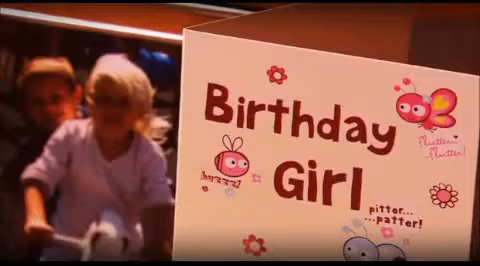 Birthday
Flutter
flutter!
buzzz!
Girl
pitter...
...patter!